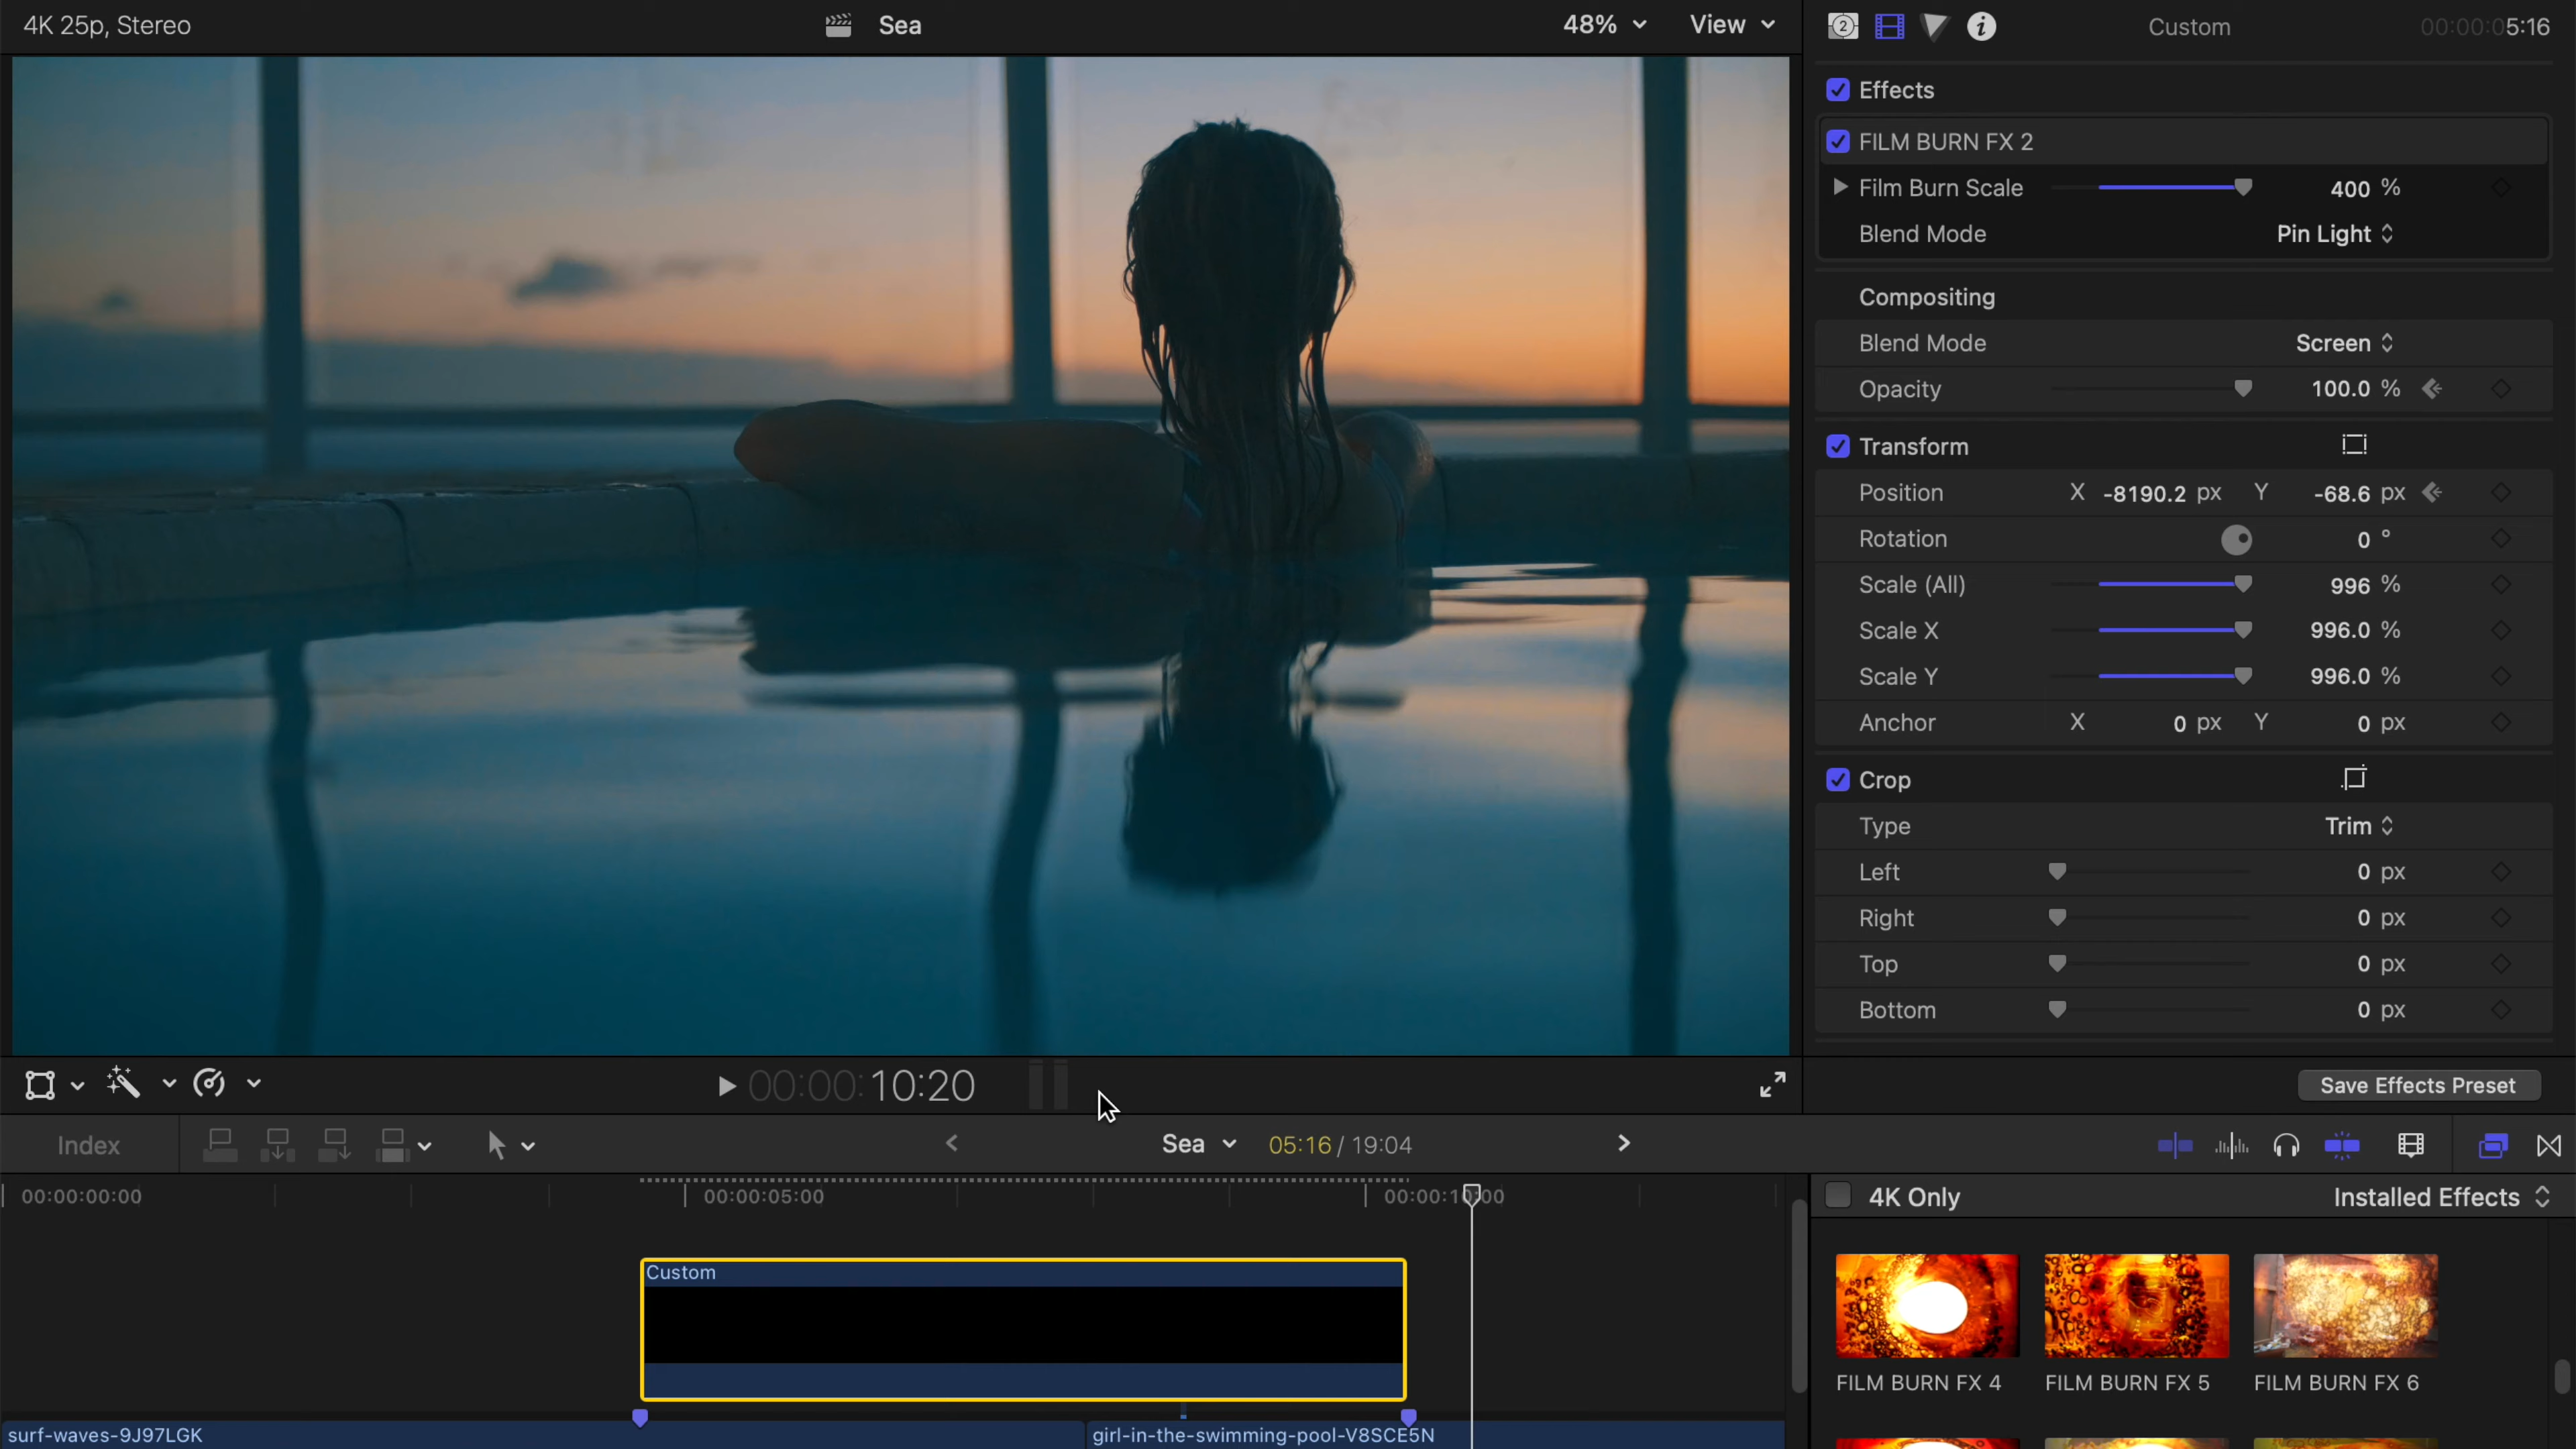 4K 25p, Stereo
Sea
48%
View
2
i
Custom
00:00:05:16
Effects
FILM BURN FX 2
Film Burn Scale 400 %
Blend Mode Pin Light
Compositing
Blend Mode Screen
Opacity 100.0 %
Transform
Position X -8190.2 px Y -68.6 px
Rotation 0 °
Scale (All) 996 %
Scale X 996.0 %
Scale Y 996.0 %
Anchor X 0 px Y 0 px
Crop
Type Trim
Left 0 px
Right 0 px
Top 0 px
Bottom 0 px
00:00:10:20
Save Effects Preset
Index
Sea
05:16 / 19:04
00:00:00:00
00:00:05:00
00:00:10:00
4K Only
Installed Effects
Custom
FILM BURN FX 4
FILM BURN FX 5
FILM BURN FX 6
surf-waves-9J97LGK
girl-in-the-swimming-pool-V8SCE5N